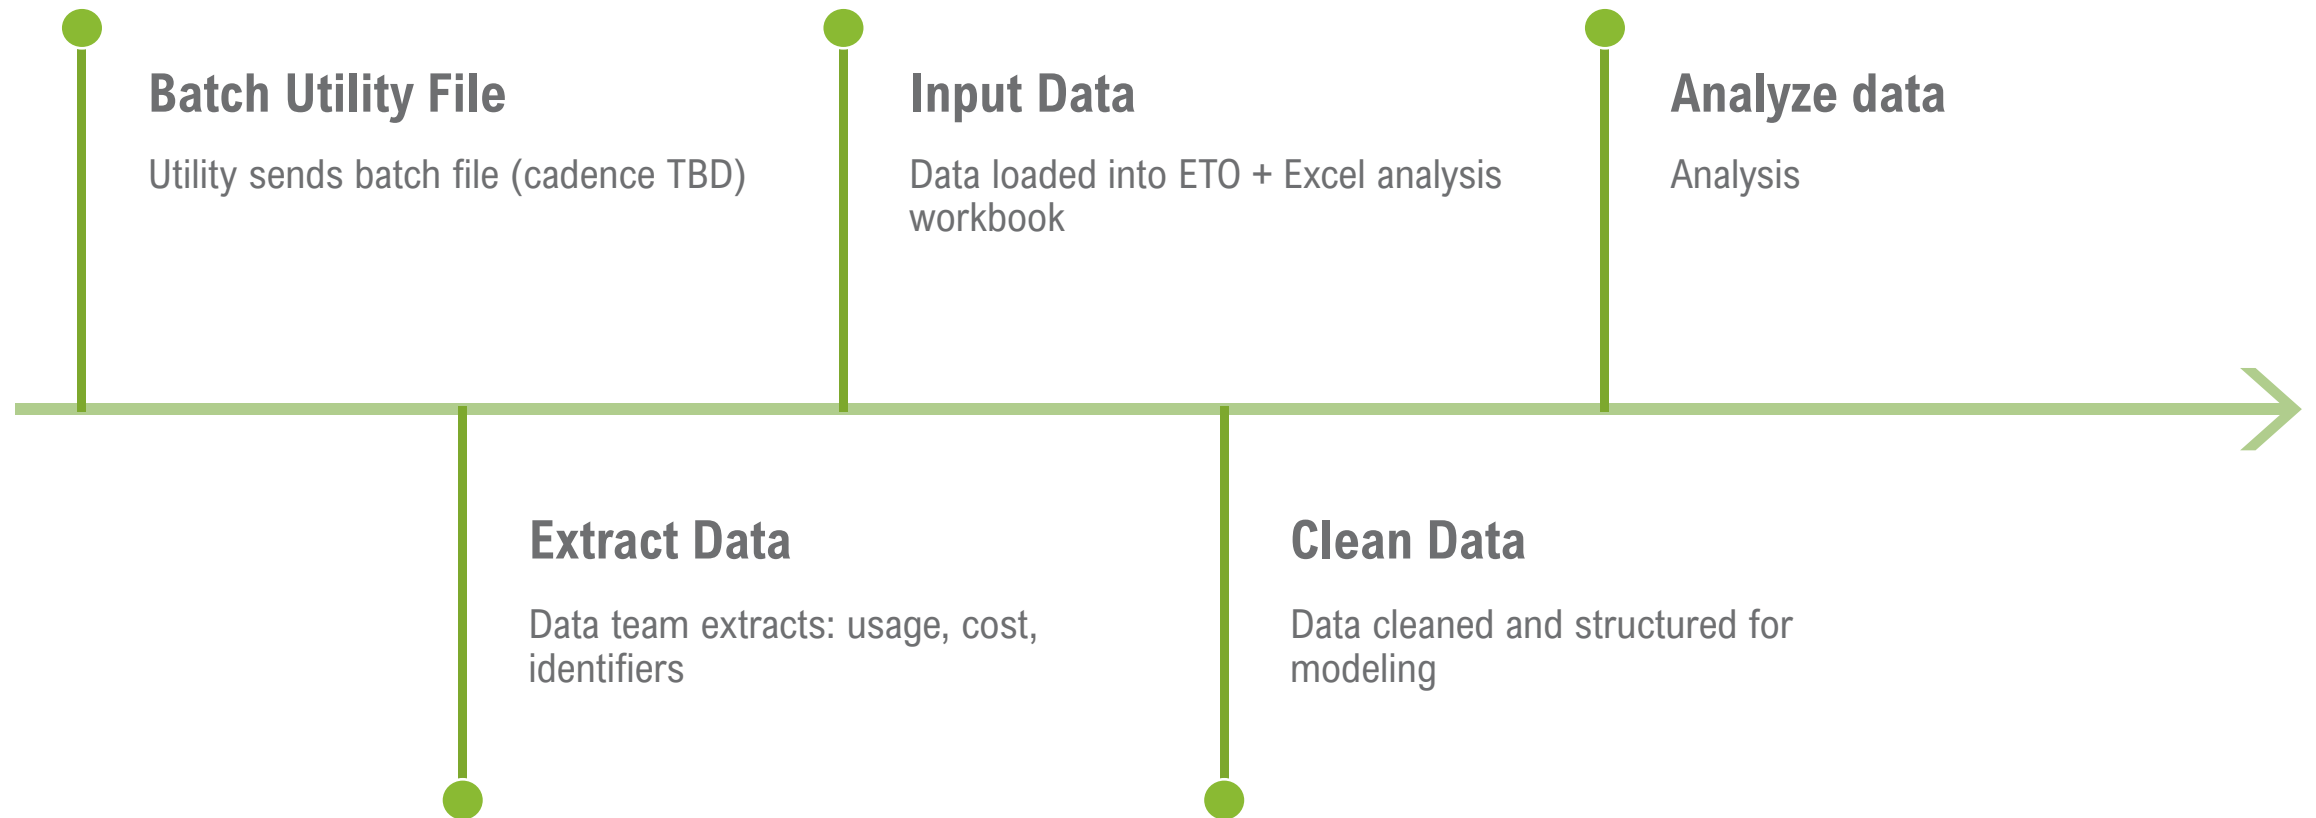 Batch Utility File
Utility sends batch file (cadence TBD)
Extract Data
Data team extracts: usage, cost,
identifiers
Input Data
Data loaded into ETO + Excel analysis
workbook
Clean Data
Data cleaned and structured for
modeling
Analyze data
Analysis